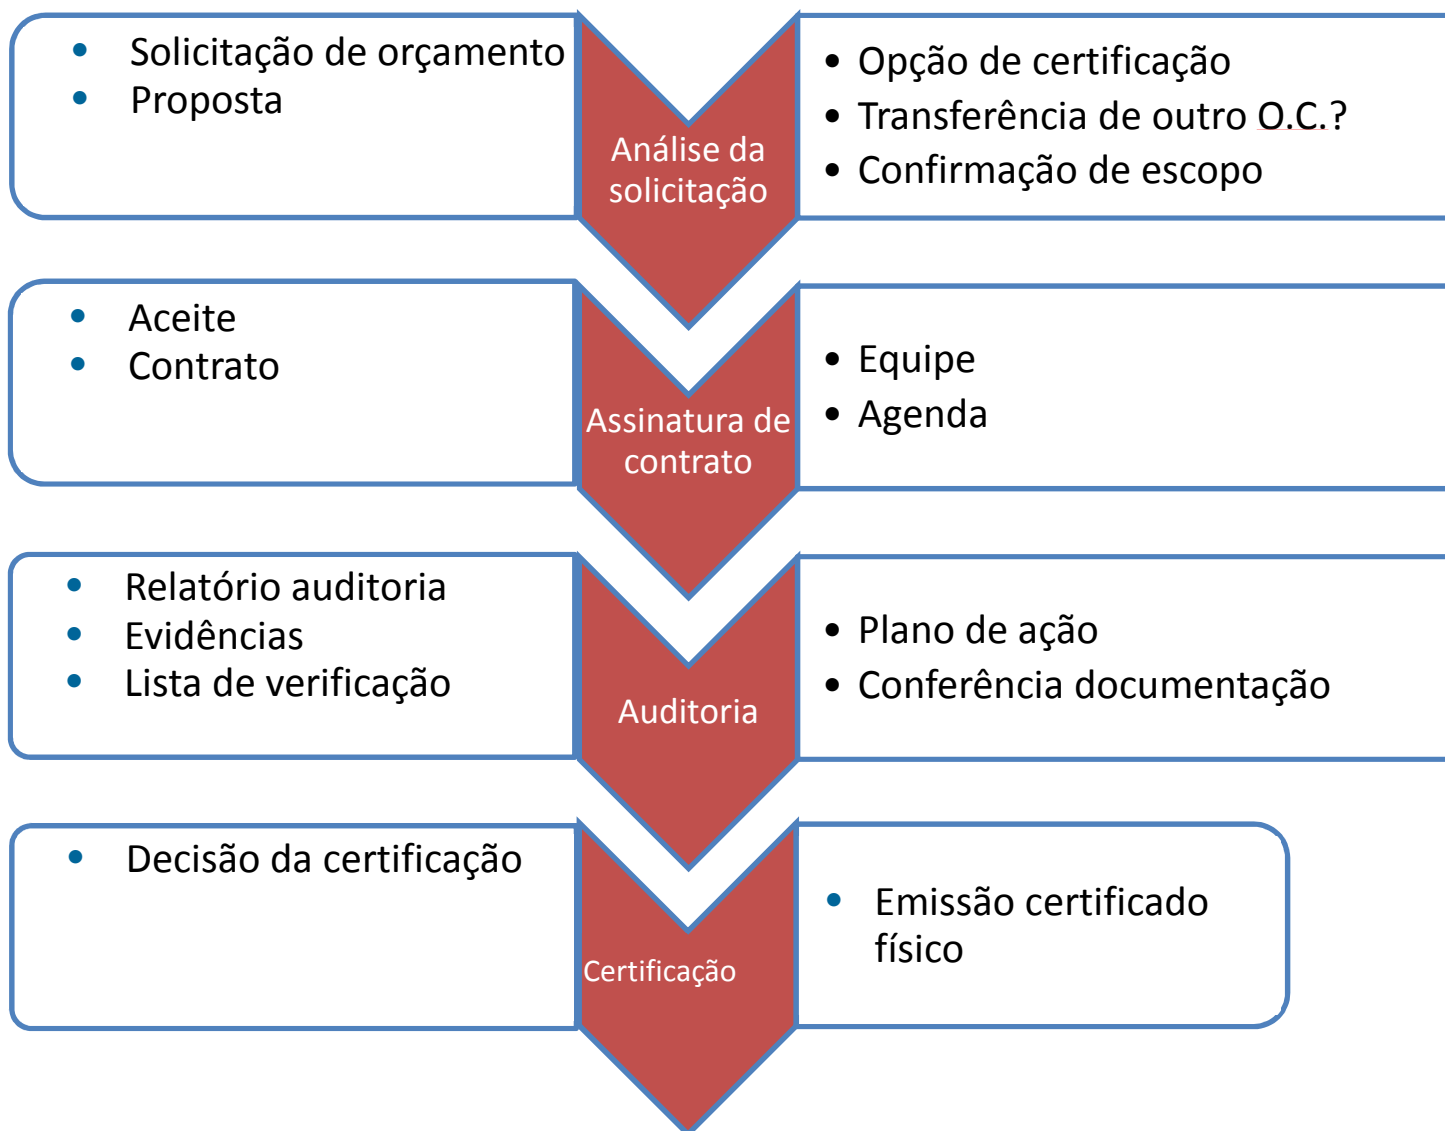 Solicitação de orçamento
Proposta
Análise da
solicitação
Opção de certificação
Transferência de outro O.C.?
Confirmação de escopo
Aceite
Contrato
Assinatura de
contrato
Equipe
Agenda
Relatório auditoria
Evidências
Lista de verificação
Auditoria
Plano de ação
Conferência documentação
Decisão da certificação
Certificação
Emissão certificado
físico